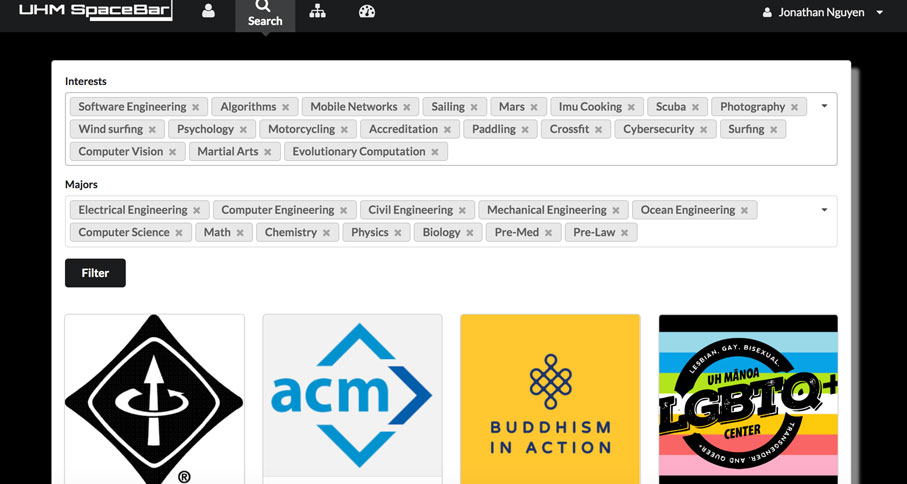 UHM SpaceBar
Search
Jonathan Nguyen
Interests
Software Engineering Algorithms Mobile Networks Sailing Mars Imu Cooking Scuba Photography
Wind surfing Psychology Motorcycling Accreditation Paddling Crossfit Cybersecurity Surfing
Computer Vision Martial Arts Evolutionary Computation
Majors
Electrical Engineering Computer Engineering Civil Engineering Mechanical Engineering Ocean Engineering
Computer Science Math Chemistry Physics Biology Pre-Med Pre-Law
Filter
®
acm
BUDDHISM
IN ACTION
LESBIAN, GAY, BISEXUAL,
UH MĀNOA
LGBTQ+
CENTER
TRANSGENDER, AND QUEER+